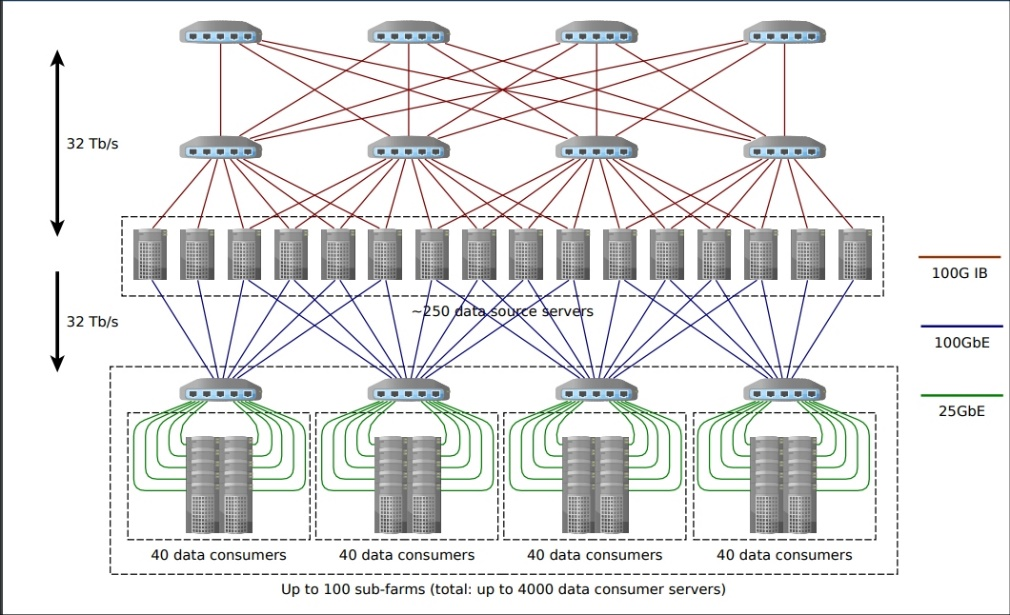 32 Tb/s
100G IB
~250 data source servers
32 Tb/s
100GbE
25GbE
40 data consumers
40 data consumers
40 data consumers
40 data consumers
Up to 100 sub-farms (total: up to 4000 data consumer servers)